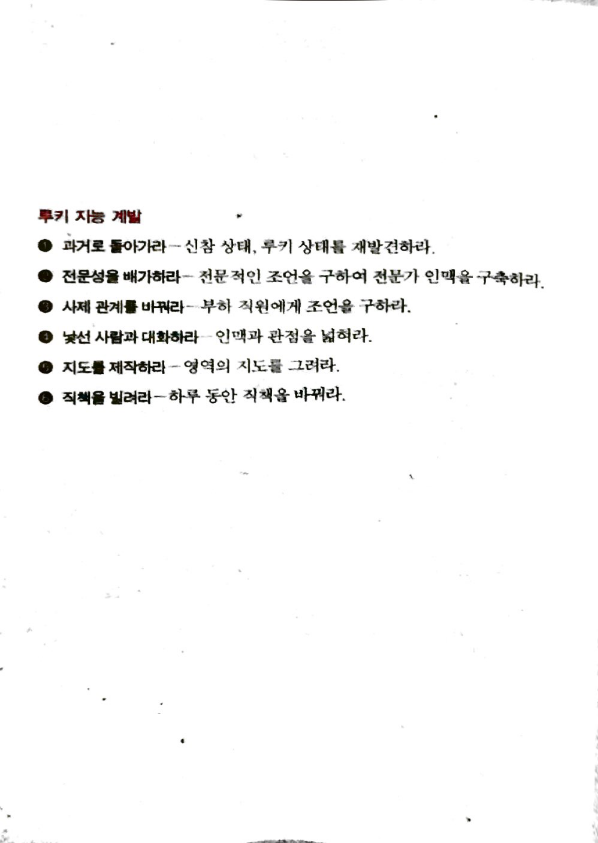 루키 지능 계발
❶ 과거로 돌아가라 – 신참 상태, 루키 상태를 재발견하라.
❷ 전문성을 배가하라 – 전문적인 조언을 구하여 전문가 인맥을 구축하라.
❸ 사제 관계를 바꿔라 – 부하 직원에게 조언을 구하라.
❹ 낯선 사람과 대화하라 – 인맥과 관점을 넓혀라.
❺ 지도를 제작하라 – 영역의 지도를 그려라.
❻ 직책을 빌려라 – 하루 동안 직책을 바꿔라.